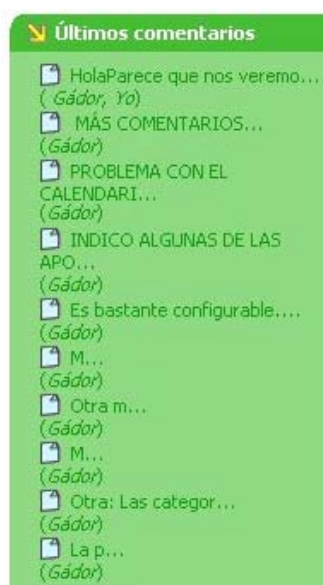 Últimos comentarios
HolaParece que nos veremo...
( Gádor, Yo)
MÁS COMENTARIOS...
(Gádor)
PROBLEMA CON EL
CALENDARI...
(Gádor)
INDICO ALGUNAS DE LAS
APO...
(Gádor)
Es bastante configurable....
(Gádor)
M...
(Gádor)
Otra m...
(Gádor)
M...
(Gádor)
Otra: Las categor...
(Gádor)
La p...
(Gádor)